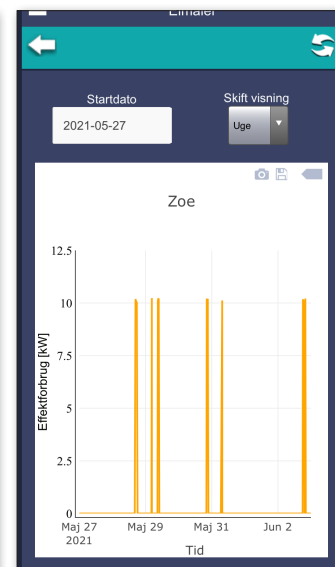 Elmåler
Startdato
Skift visning
2021-05-27
Uge
Zoe
12.5
10
7.5
5
2.5
0
Effektforbrug [kW]
Maj 27
2021
Maj 29
Maj 31
Jun 2
Tid